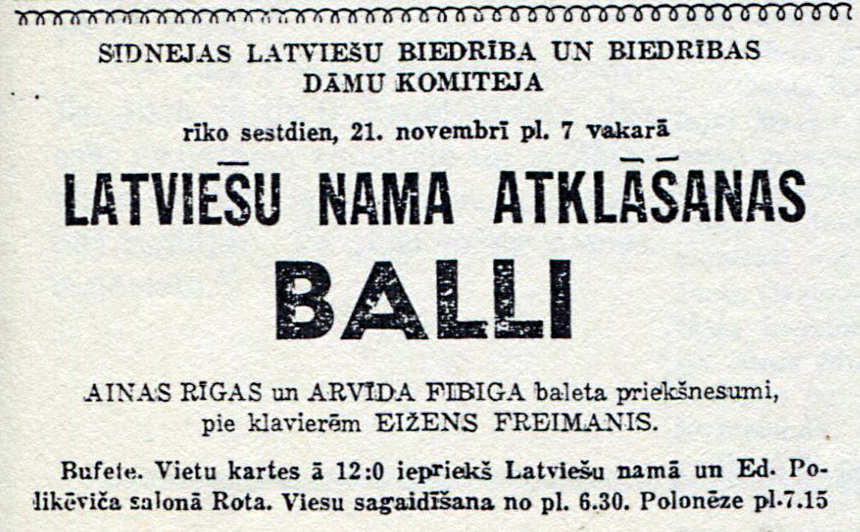 SIDNEJAS LATVIEŠU BIEDRĪBA UN BIEDRĪBAS
DĀMU KOMITEJA
rīko sestdien, 21. novembrī pl. 7 vakarā
LATVIEŠU NAMA ATKLĀŠANAS
BALLI
AINAS RĪGAS un ARVĪDA FIBIGA baleta priekšnesumi,
pie klavierēm EIŽENS FREIMANIS.
Bufete. Vietu kartes ā 12:0 iepriekš Latviešu namā un Ed. Po-
likēviča salonā Rota. Viesu sagaidīšana no pl. 6.30. Polonēze pl.7.15